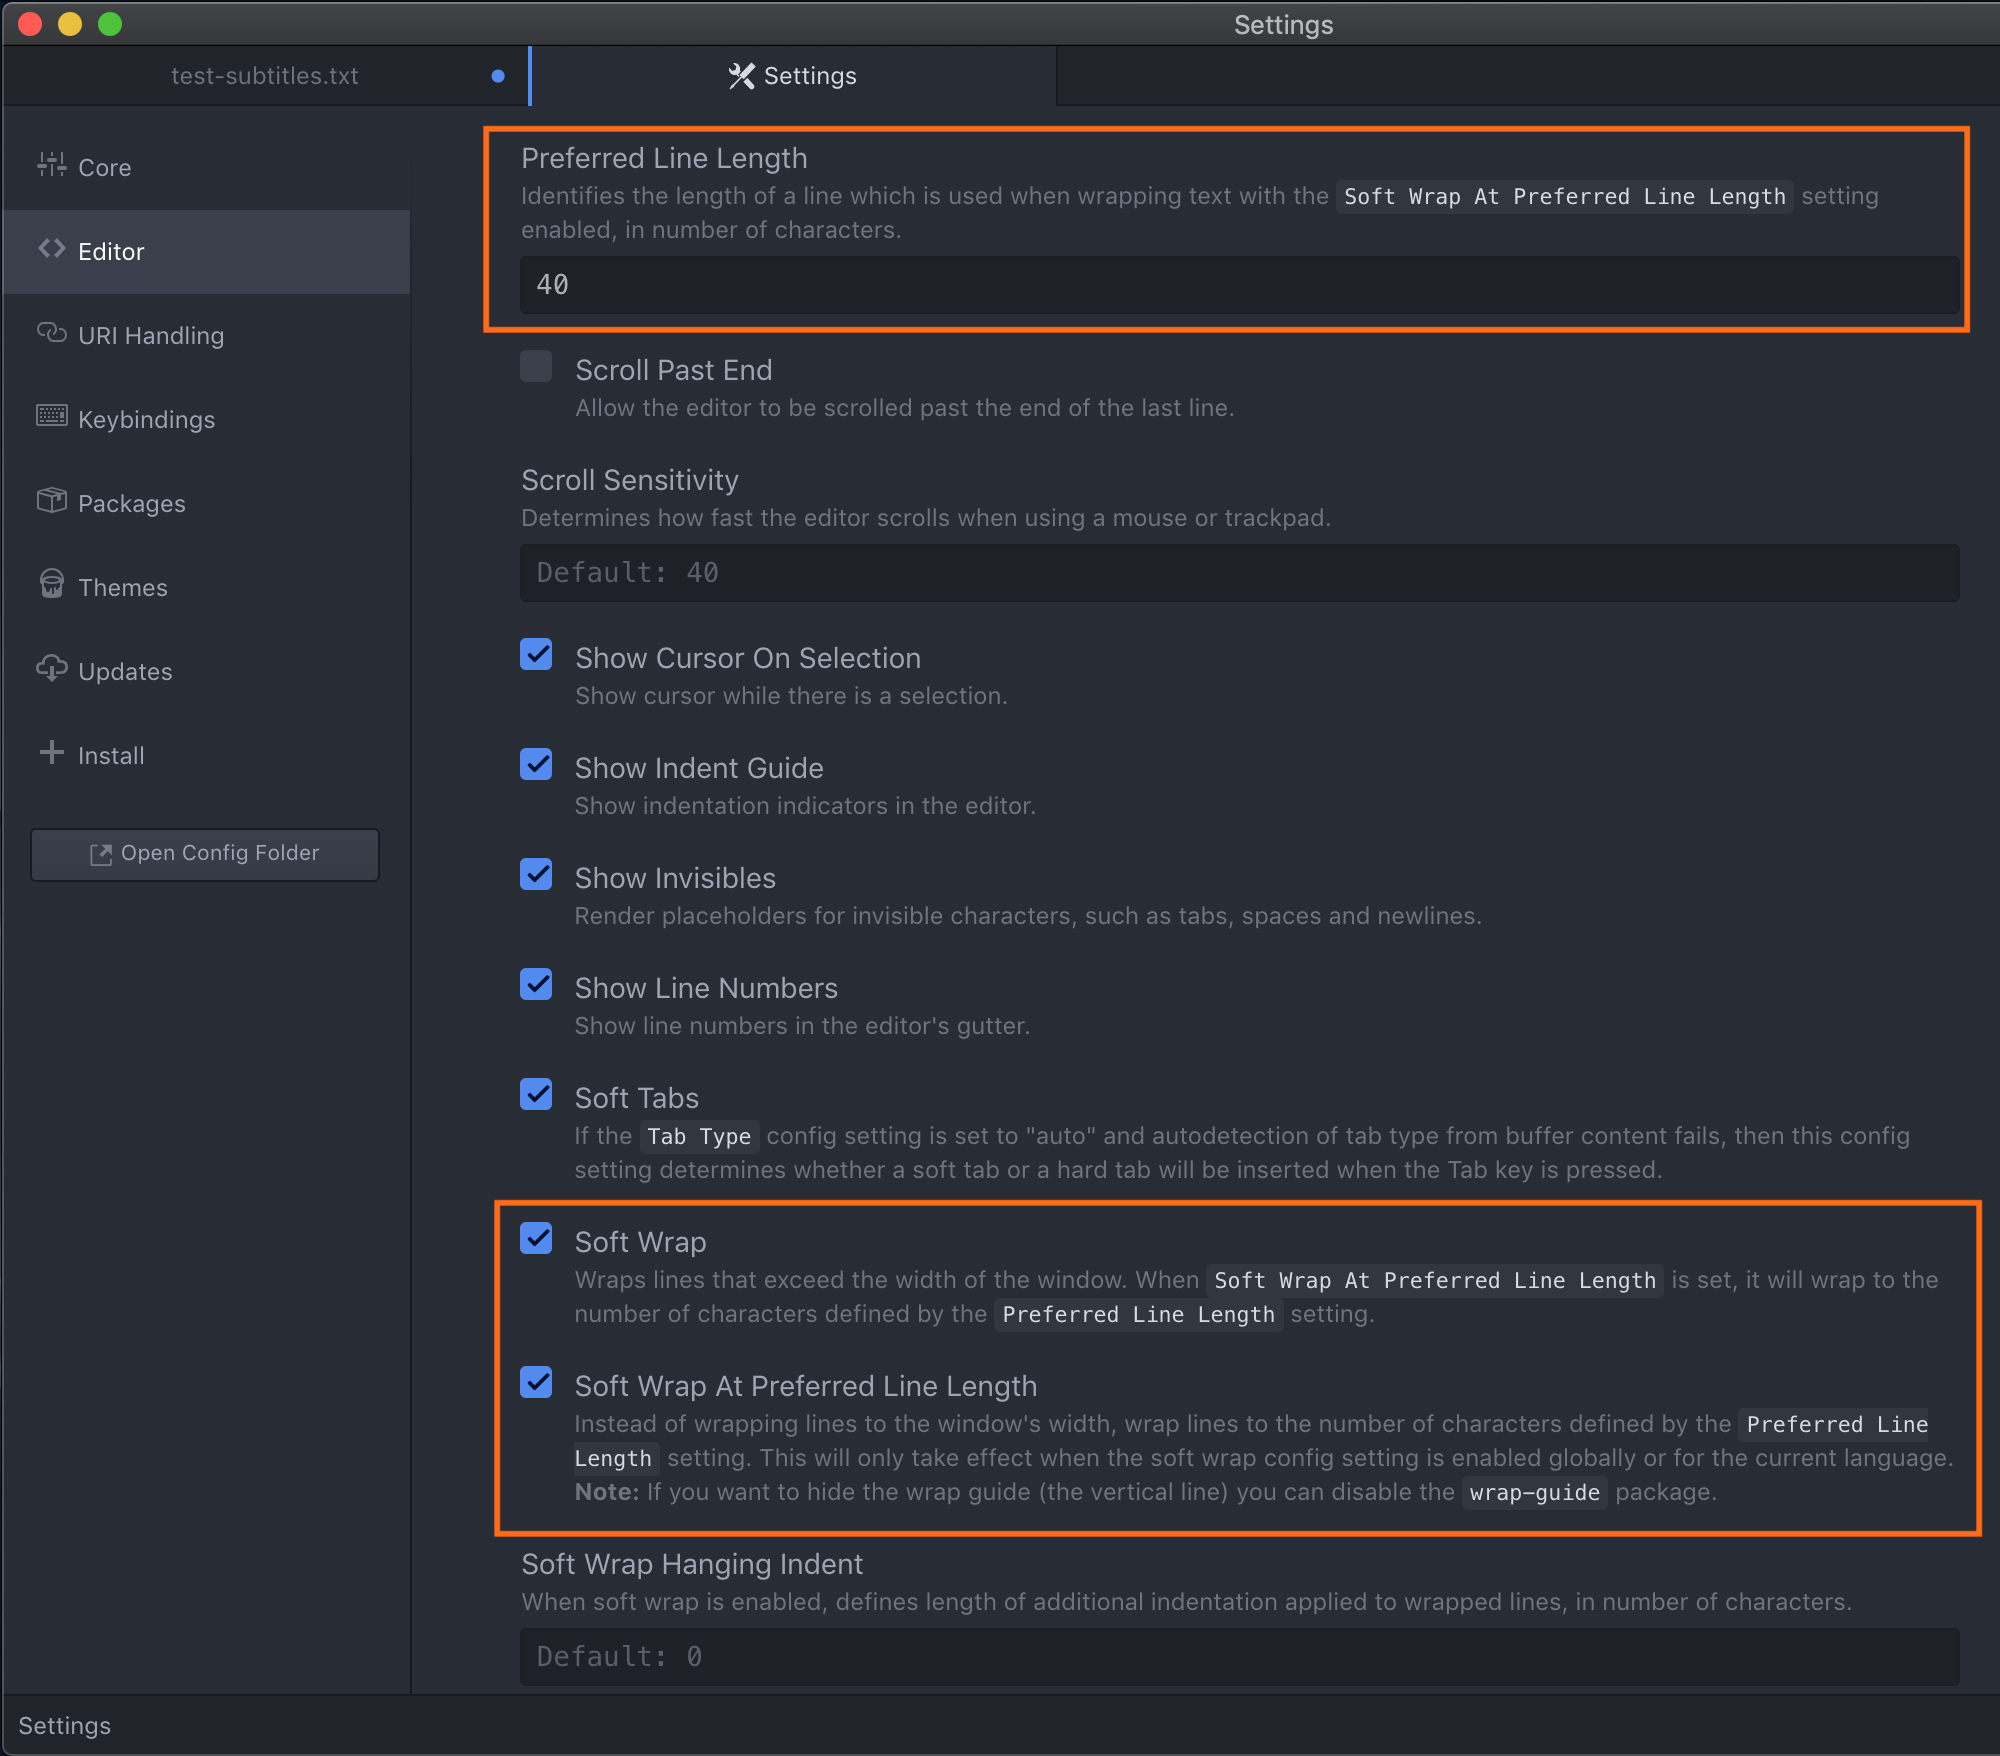 Settings
test-subtitles.txt
Settings
Core
Editor
URI Handling
Keybindings
Packages
Themes
Updates
Install
Open Config Folder
Preferred Line Length
Identifies the length of a line which is used when wrapping text with the Soft Wrap At Preferred Line Length setting
enabled, in number of characters.
40
Scroll Past End
Allow the editor to be scrolled past the end of the last line.
Scroll Sensitivity
Determines how fast the editor scrolls when using a mouse or trackpad.
Default: 40
Show Cursor On Selection
Show cursor while there is a selection.
Show Indent Guide
Show indentation indicators in the editor.
Show Invisibles
Render placeholders for invisible characters, such as tabs, spaces and newlines.
Show Line Numbers
Show line numbers in the editor's gutter.
Soft Tabs
If the Tab Type config setting is set to "auto" and autodetection of tab type from buffer content fails, then this config
setting determines whether a soft tab or a hard tab will be inserted when the Tab key is pressed.
Soft Wrap
Wraps lines that exceed the width of the window. When Soft Wrap At Preferred Line Length is set, it will wrap to the
number of characters defined by the Preferred Line Length setting.
Soft Wrap At Preferred Line Length
Instead of wrapping lines to the window's width, wrap lines to the number of characters defined by the Preferred Line
Length setting. This will only take effect when the soft wrap config setting is enabled globally or for the current language.
Note: If you want to hide the wrap guide (the vertical line) you can disable the wrap-guide package.
Soft Wrap Hanging Indent
When soft wrap is enabled, defines length of additional indentation applied to wrapped lines, in number of characters.
Default: 0
Settings